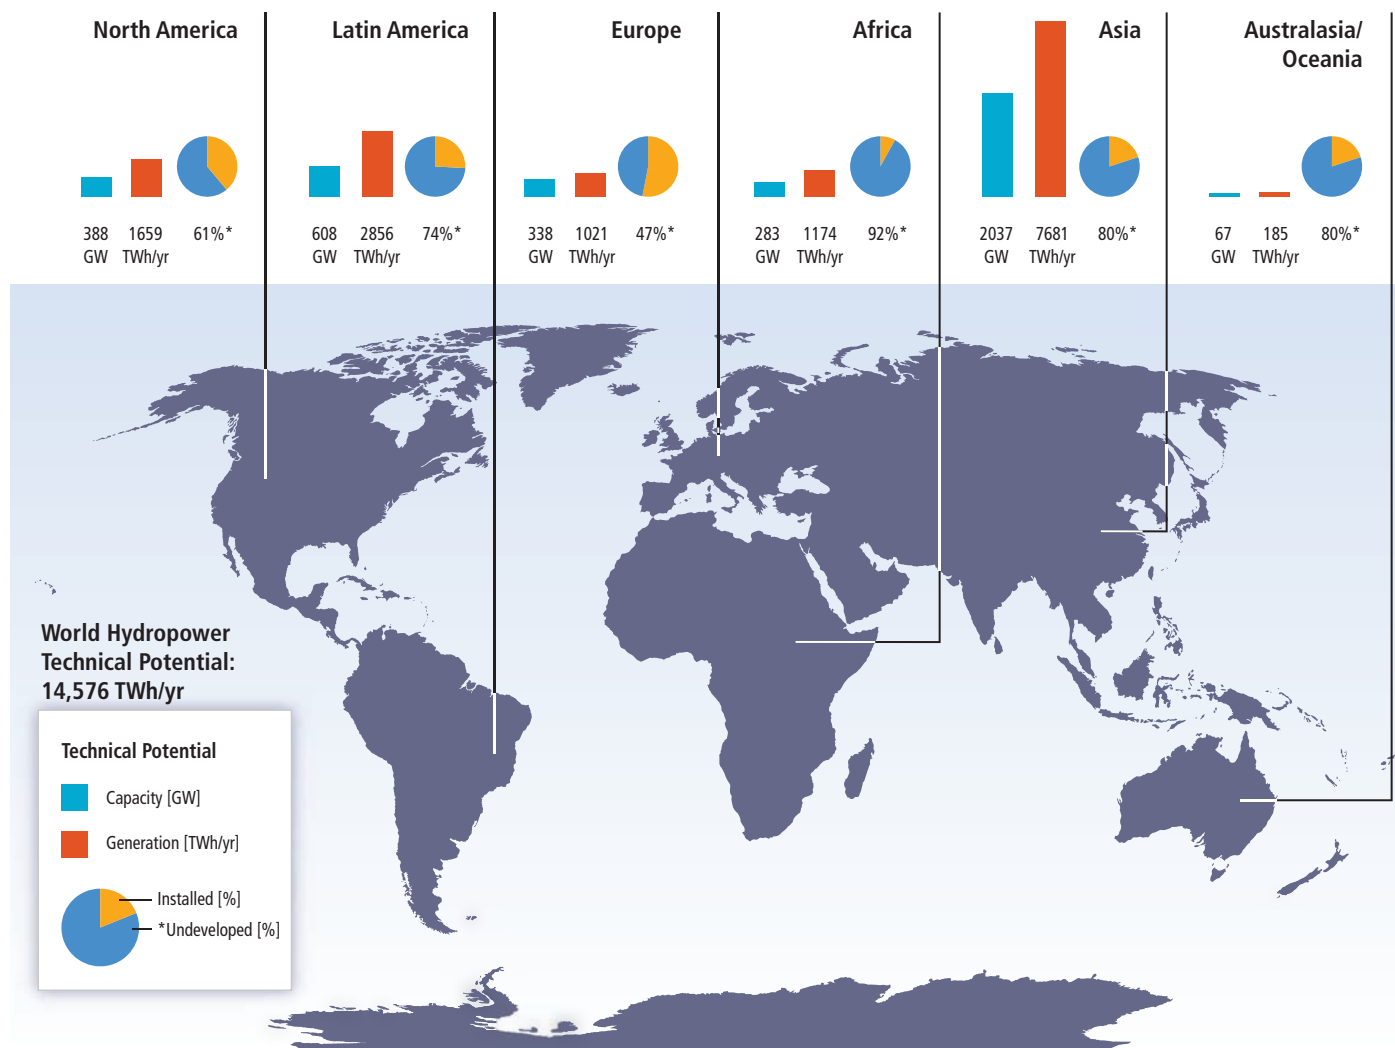 North America
388
GW
1659
TWh/yr
61%*
Latin America
608
GW
2856
TWh/yr
74%*
Europe
338
GW
1021
TWh/yr
47%*
Africa
283
GW
1174
TWh/yr
92%*
Asia
2037
GW
7681
TWh/yr
80%*
Australasia/
Oceania
67
GW
185
TWh/yr
80%*
World Hydropower
Technical Potential:
14,576 TWh/yr
Technical Potential
Capacity [GW]
Generation [TWh/yr]
Installed [%]
*Undeveloped [%]